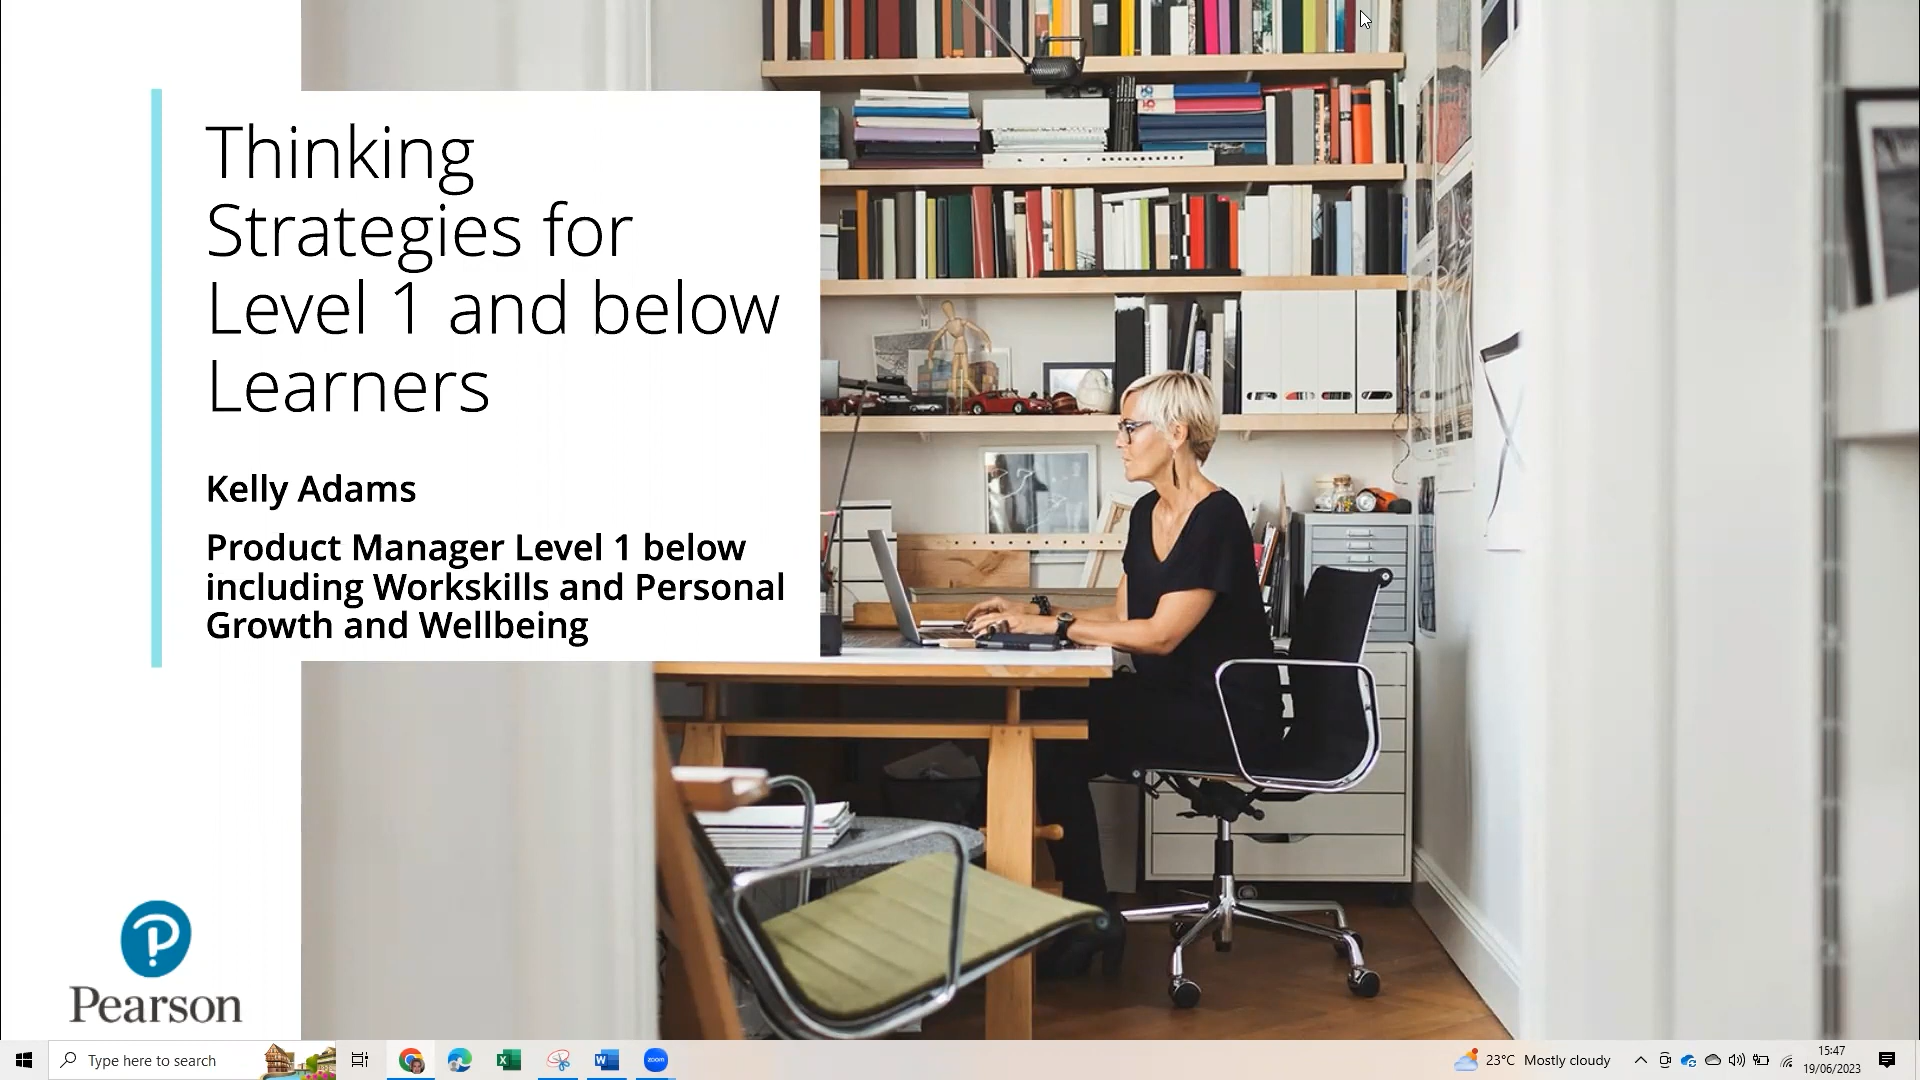 Thinking
Strategies for
Level 1 and below
Learners
Kelly Adams
Product Manager Level 1 below
including Workskills and Personal
Growth and Wellbeing
Pearson
Type here to search
zoom
23°C Mostly cloudy
15:47
19/06/2023